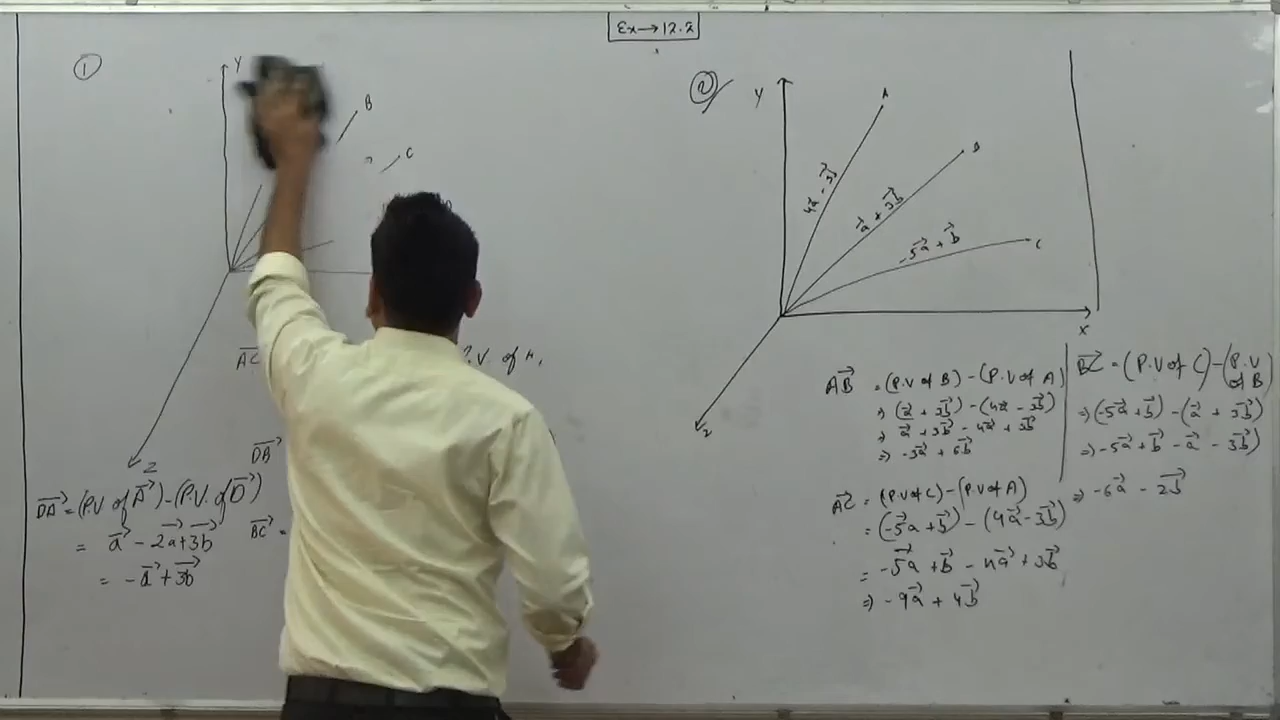 Ex→12.2
①
Y
B
C
Z
AC⃗
P.V. of A,
DB⃗
DA⃗ = (P.V of A⃗) - (P.V. of D⃗)
= a⃗ - 2a⃗+3b⃗
= -a⃗ + 3b⃗
BC⃗ =
②
Y
A
B
C
X
Z
4a⃗ - 3b⃗
a⃗ + 3b⃗
-5a⃗ + b⃗
AB⃗ = (P.V of B) - (P.V of A)
⇒ (a⃗ + 3b⃗) - (4a⃗ - 3b⃗)
⇒ a⃗ + 3b⃗ - 4a⃗ + 3b⃗
⇒ -3a⃗ + 6b⃗
AC⃗ = (P.V of C) - (P.V of A)
= (-5a⃗ + b⃗) - (4a⃗ - 3b⃗)
= -5a⃗ + b⃗ - 4a⃗ + 3b⃗
⇒ -9a⃗ + 4b⃗
BC⃗ = (P.V of C) - (P.V
of B)
⇒ (-5a⃗ + b⃗) - (a⃗ + 3b⃗)
⇒ -5a⃗ + b⃗ - a⃗ - 3b⃗)
⇒ -6a⃗ - 2b⃗